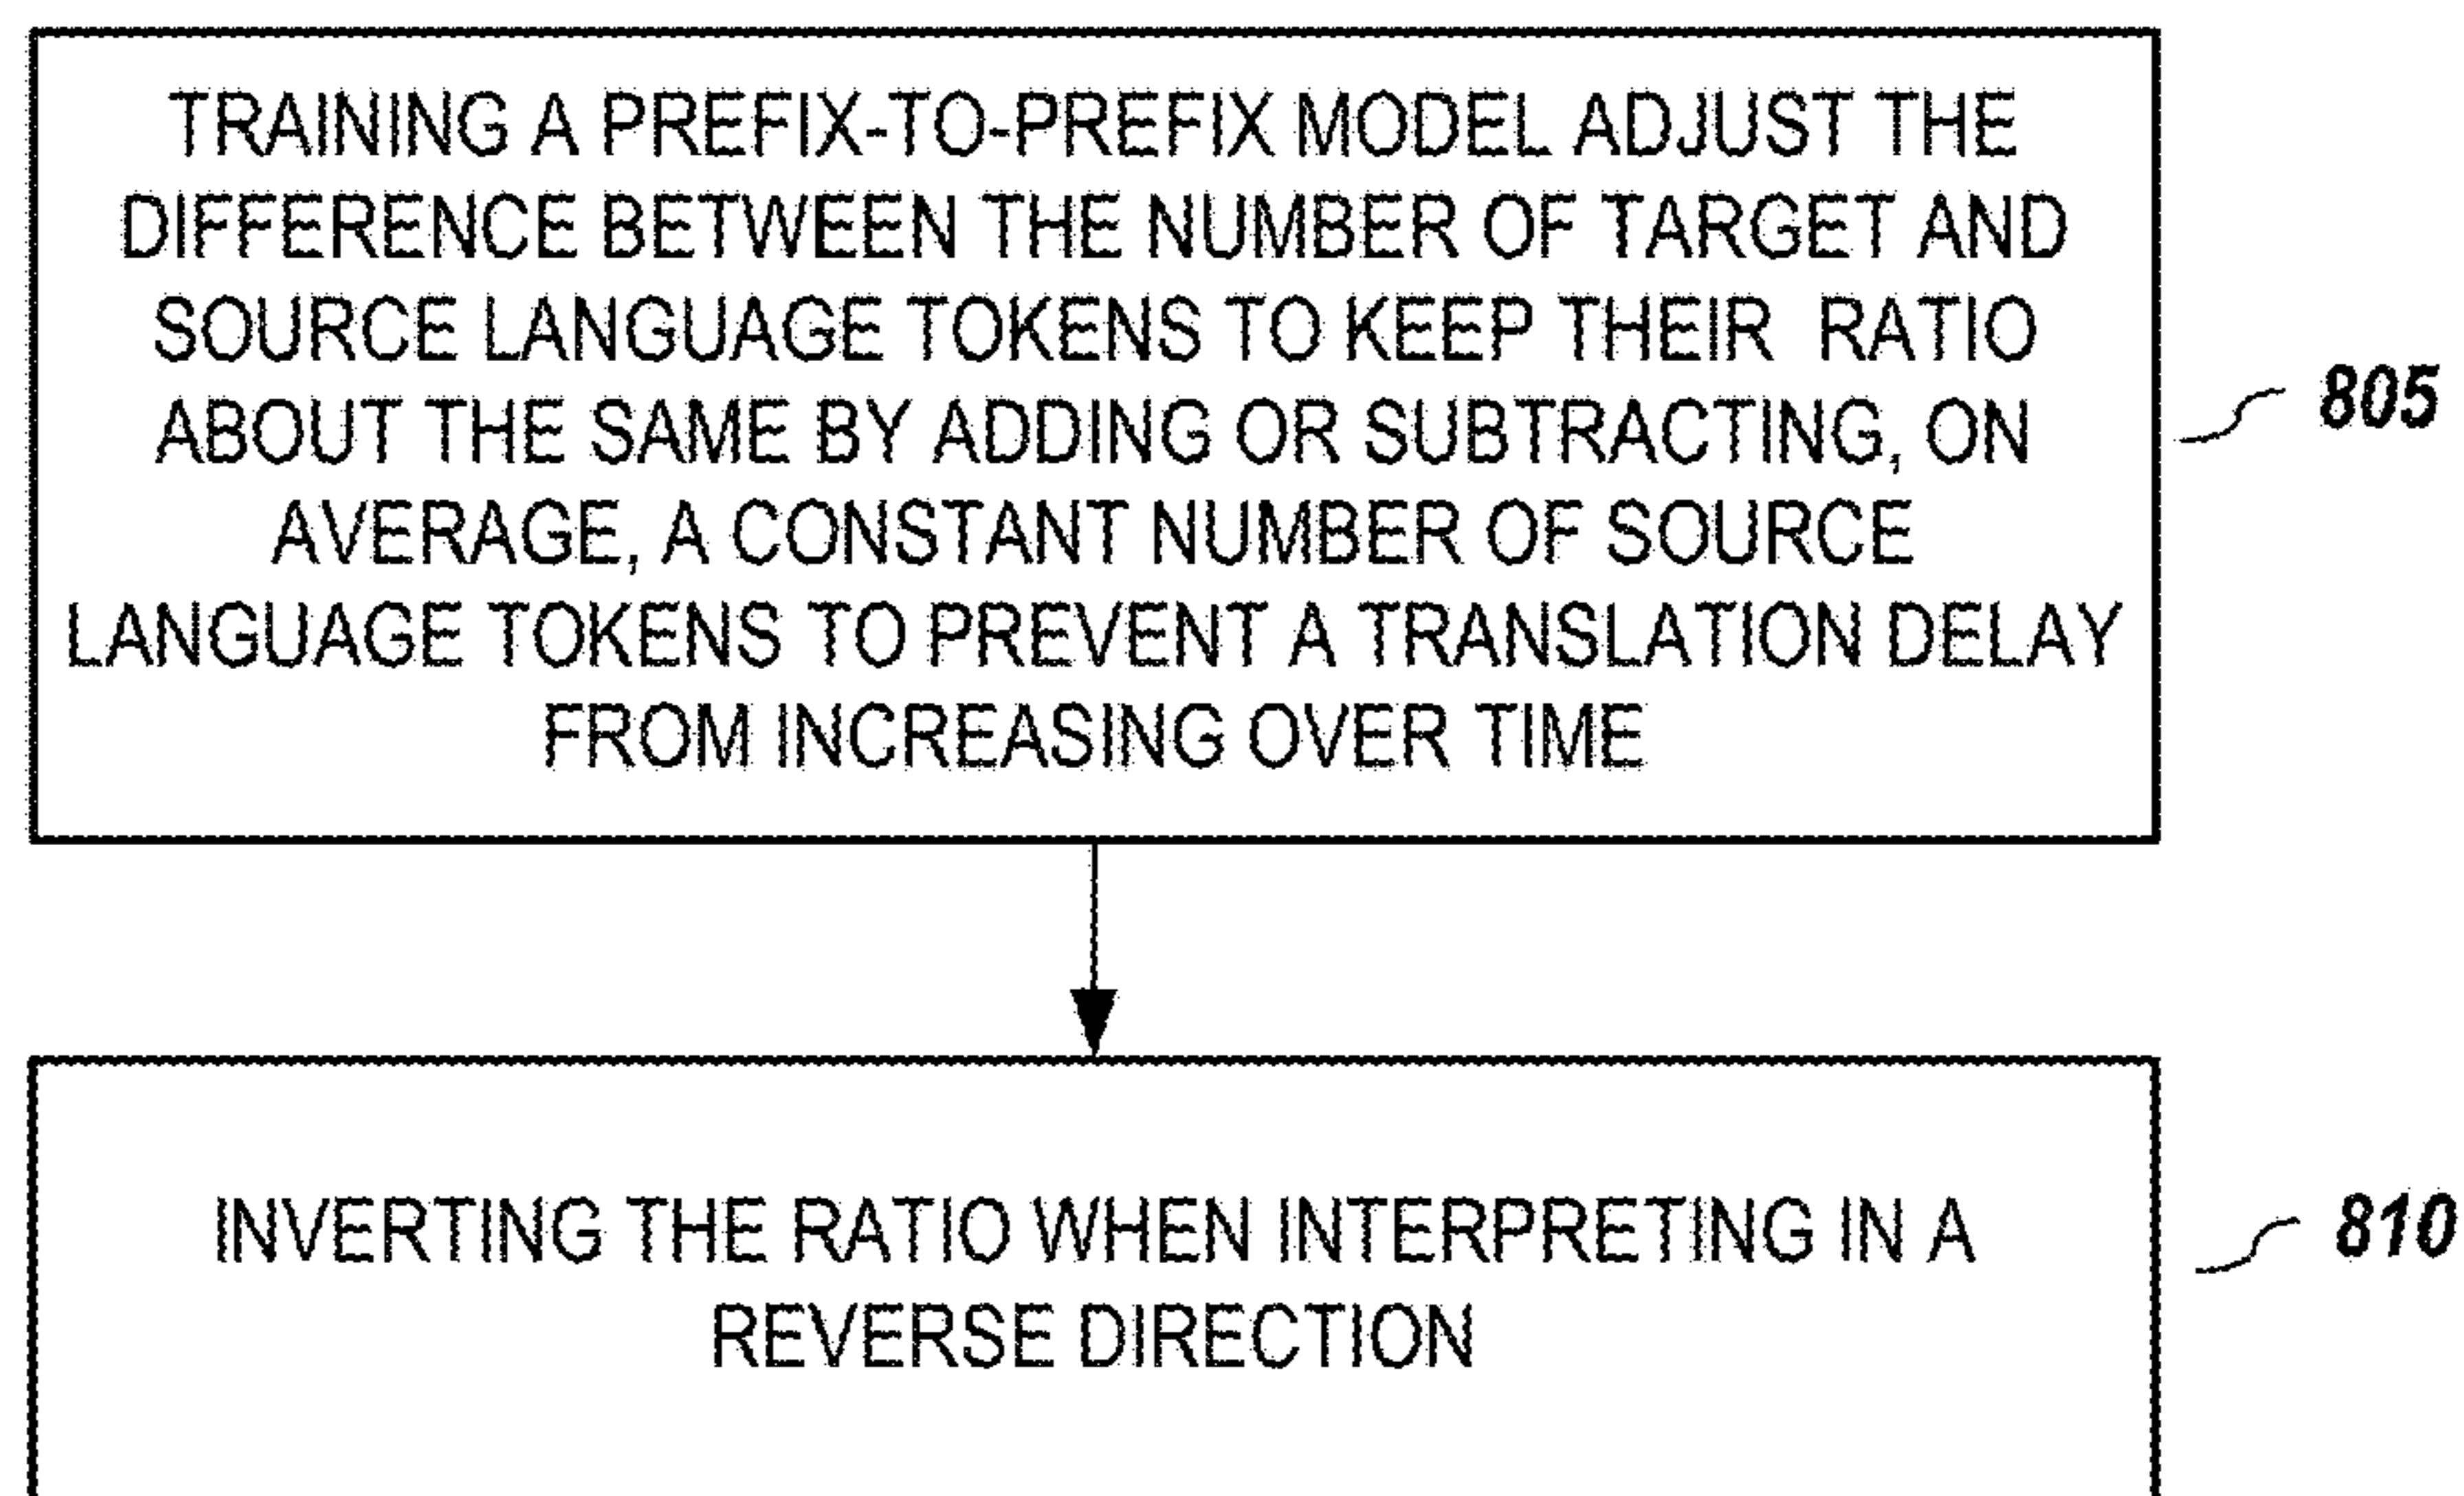 TRAINING A PREFIX-TO-PREFIX MODEL ADJUST THE
DIFFERENCE BETWEEN THE NUMBER OF TARGET AND
SOURCE LANGUAGE TOKENS TO KEEP THEIR RATIO
ABOUT THE SAME BY ADDING OR SUBTRACTING, ON
AVERAGE, A CONSTANT NUMBER OF SOURCE
LANGUAGE TOKENS TO PREVENT A TRANSLATION DELAY
FROM INCREASING OVER TIME
805
INVERTING THE RATIO WHEN INTERPRETING IN A
REVERSE DIRECTION
810